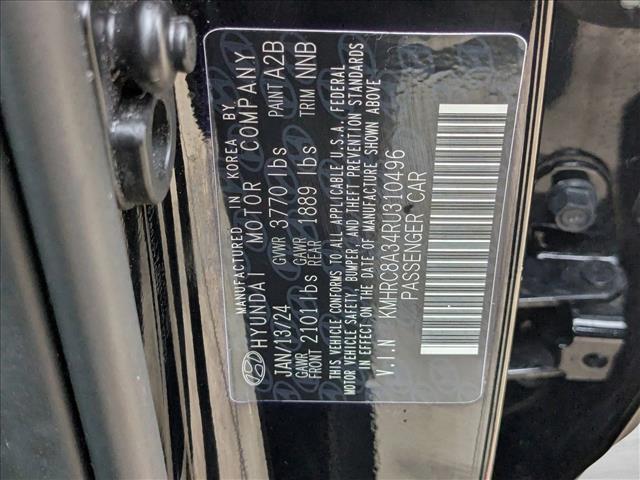 MANUFACTURED IN KOREA BY
HYUNDAI MOTOR COMPANY
JAN/13/24 GVWR 3770 lbs PAINT A2B
GAWR FRONT 2101 lbs GAWR REAR 1889 lbs TRIM NNB
THIS VEHICLE CONFORMS TO ALL APPLICABLE U.S.A. FEDERAL
MOTOR VEHICLE SAFETY, BUMPER, AND THEFT PREVENTION STANDARDS
IN EFFECT ON THE DATE OF MANUFACTURE SHOWN ABOVE
V.I.N KMHRC8A34RU310496
PASSENGER CAR